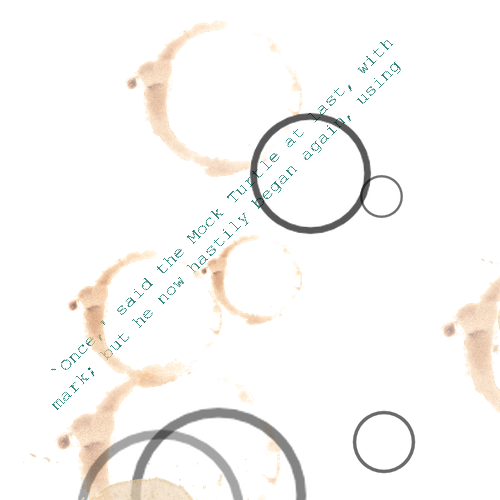 `Once,' said the Mock Turtle at last, with
mark; but he now hastily began again, using